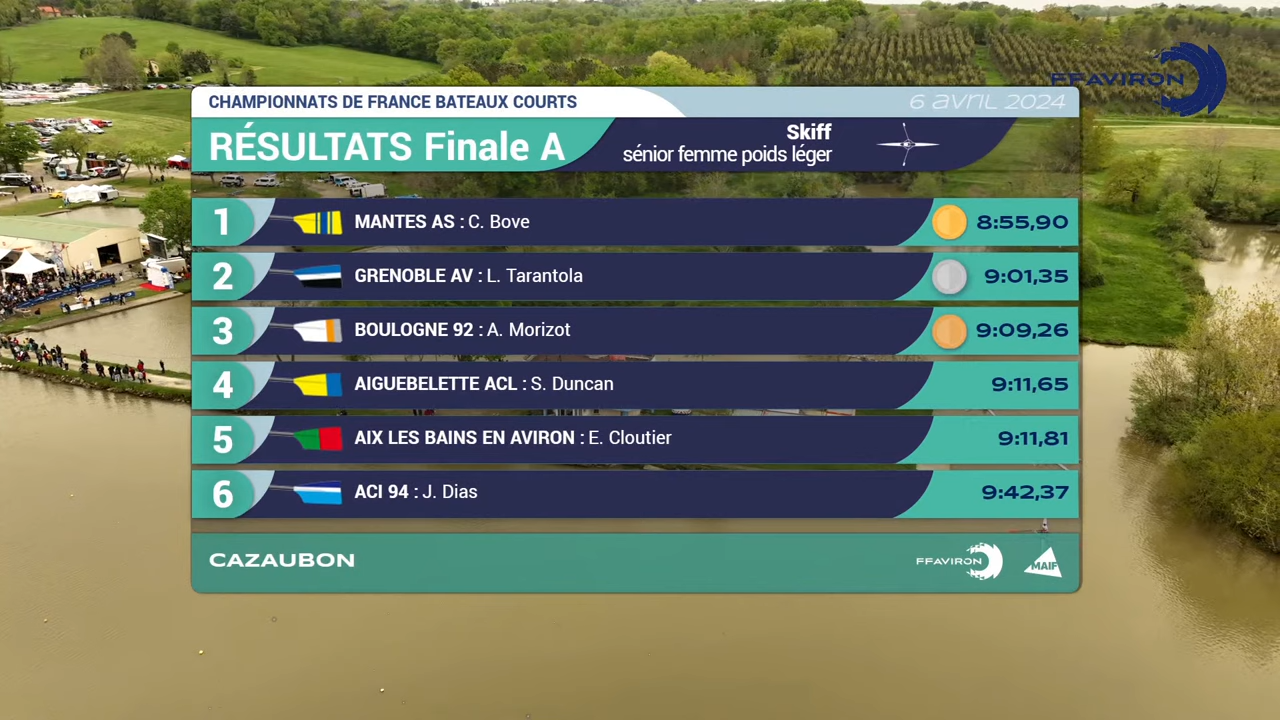 FFAVIRON
CHAMPIONNATS DE FRANCE BATEAUX COURTS
6 avril 2024
RÉSULTATS Finale A
Skiff
sénior femme poids léger
1 MANTES AS : C. Bove 8:55,90
2 GRENOBLE AV : L. Tarantola 9:01,35
3 BOULOGNE 92 : A. Morizot 9:09,26
4 AIGUEBELETTE ACL : S. Duncan 9:11,65
5 AIX LES BAINS EN AVIRON : E. Cloutier 9:11,81
6 ACI 94 : J. Dias 9:42,37
CAZAUBON
FFAVIRON
MAIF